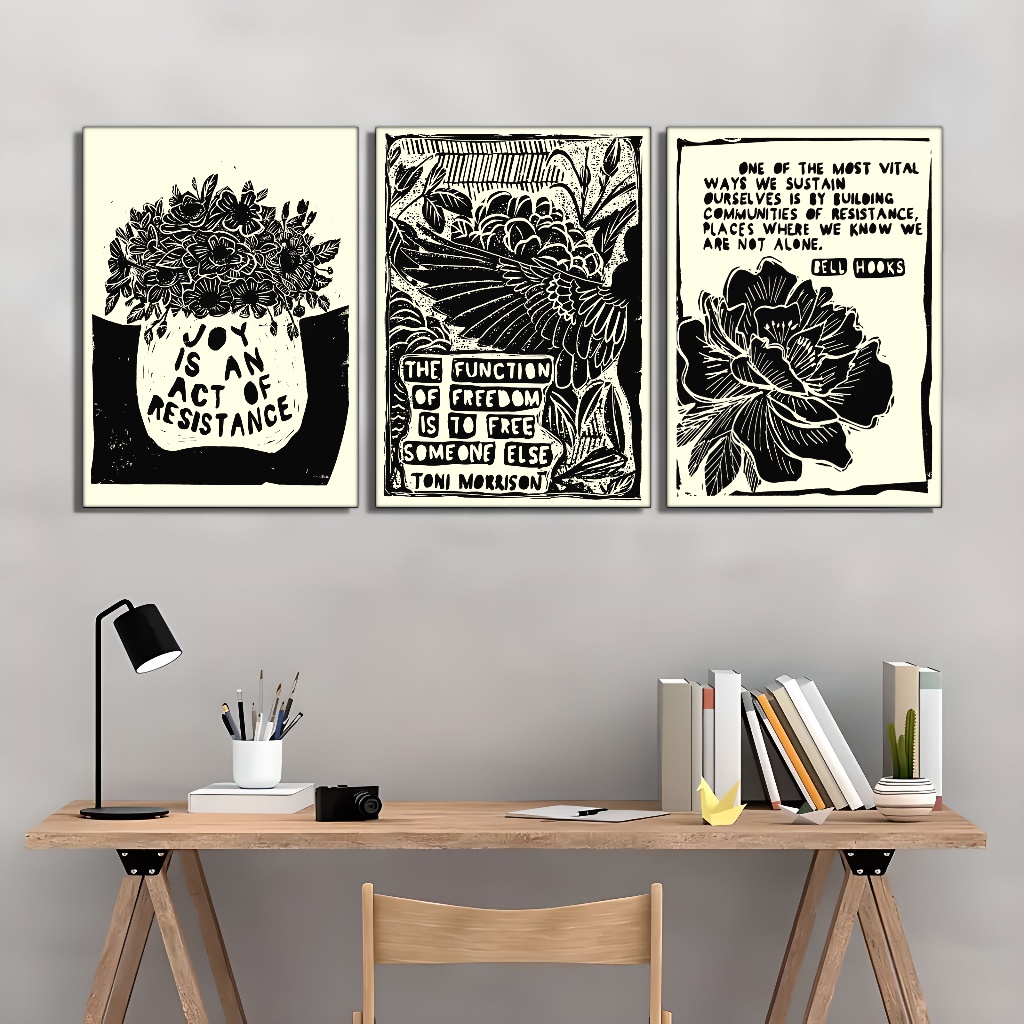 JOY
IS AN
ACT OF
RESISTANCE
THE FUNCTION
OF FREEDOM
IS TO FREE
SOMEONE ELSE
TONI MORRISON
ONE OF THE MOST VITAL
WAYS WE SUSTAIN
OURSELVES IS BY BUILDING
COMMUNITIES OF RESISTANCE,
PLACES WHERE WE KNOW WE
ARE NOT ALONE.
BELL HOOKS